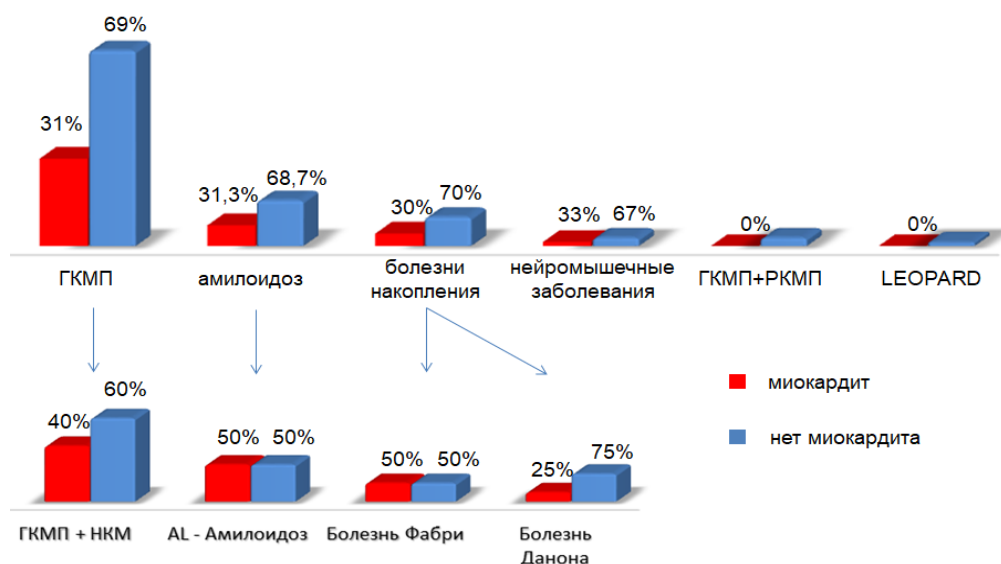 69%
31%
31,3%
68,7%
30%
70%
33%
67%
0%
0%
ГКМП
амилоидоз
болезни
накопления
нейромышечные
заболевания
ГКМП+РКМП
LEOPARD
миокардит
нет миокардита
40%
60%
50%
50%
50%
50%
25%
75%
ГКМП + НКМ
AL - Амилоидоз
Болезнь Фабри
Болезнь
Данона